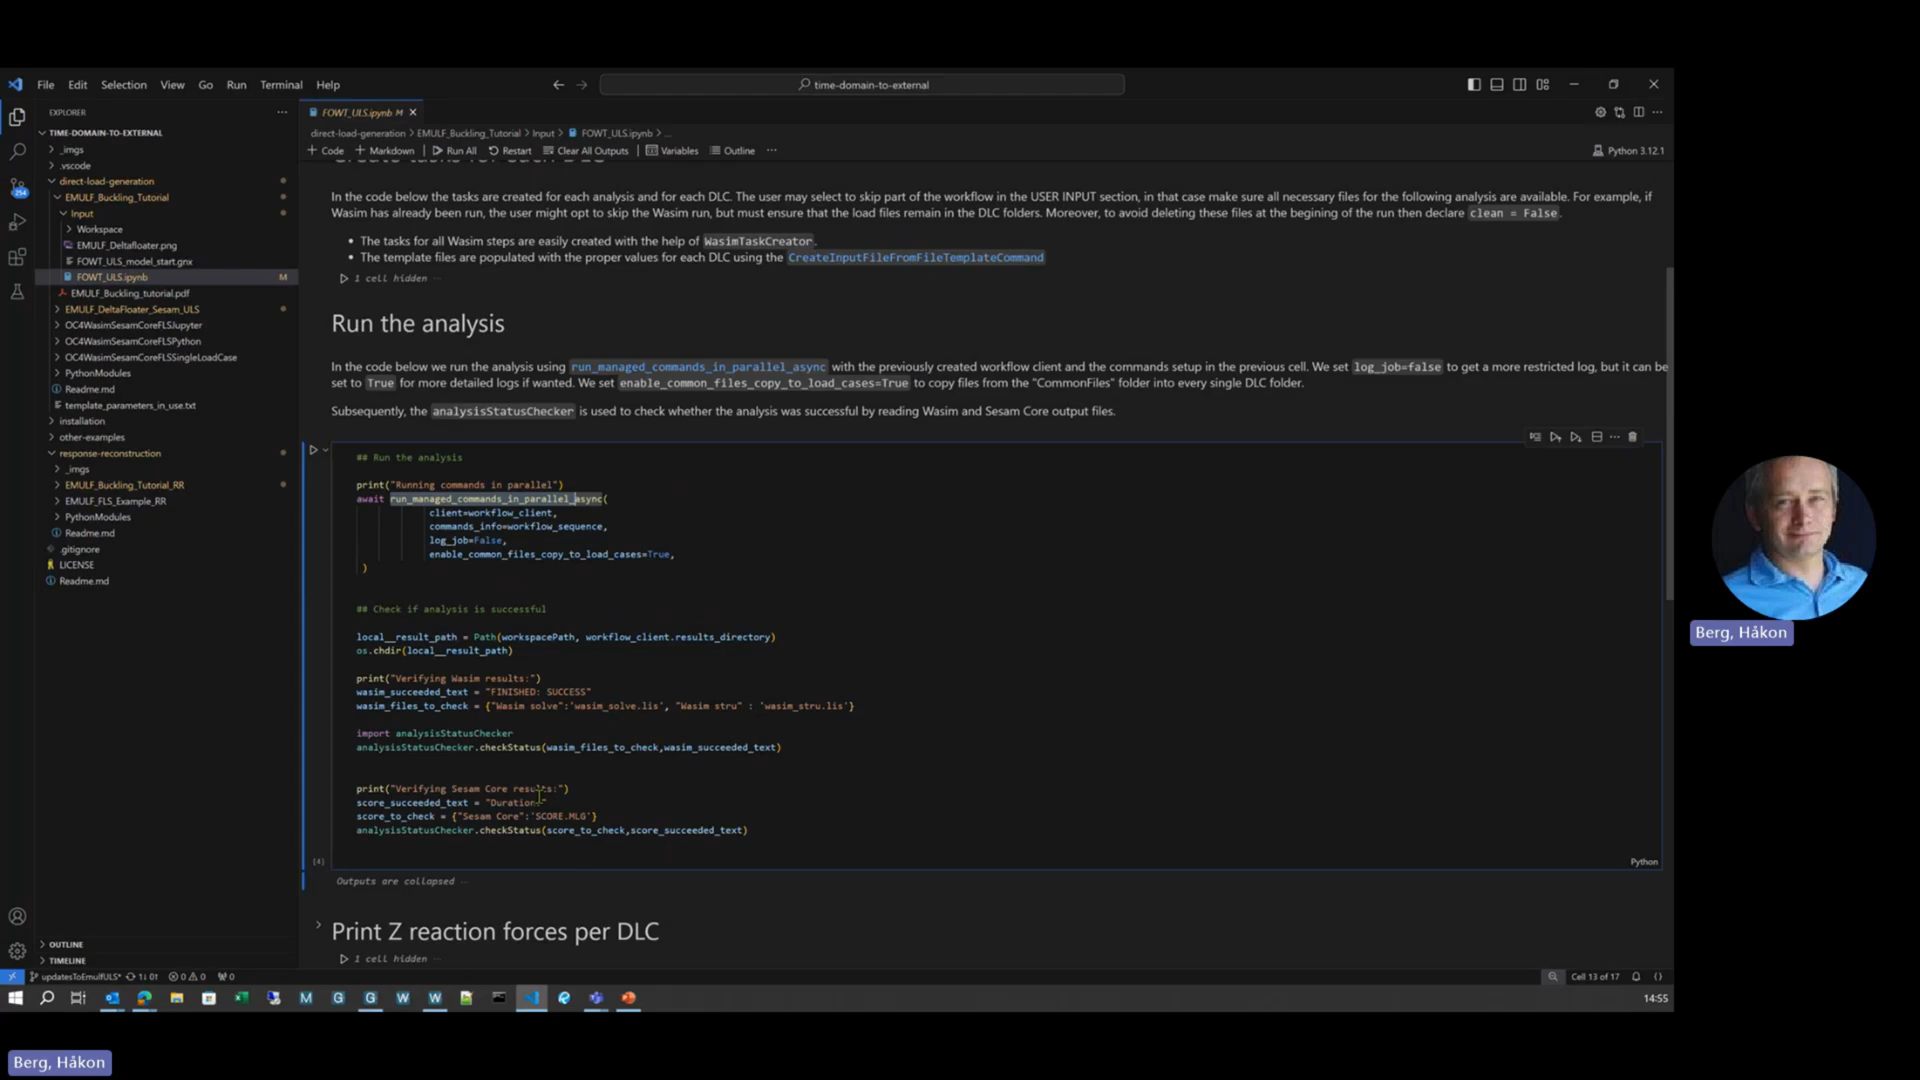 File Edit Selection View Go Run Terminal Help
time-domain-to-external
EXPLORER
TIME-DOMAIN-TO-EXTERNAL
_imgs
.vscode
direct-load-generation
EMULF_Buckling_Tutorial
Input
Workspace
EMULF_Deltafloater.png
FOWT_ULS_model_start.gnx
FOWT_ULS.ipynb M
EMULF_Buckling_tutorial.pdf
EMULF_DeltaFloater_Sesam_ULS
OC4WasimSesamCoreFLSJupyter
OC4WasimSesamCoreFLSPython
OC4WasimSesamCoreFLSSingleLoadCase
PythonModules
Readme.md
template_parameters_in_use.txt
installation
other-examples
response-reconstruction
_imgs
EMULF_Buckling_Tutorial_RR
EMULF_FLS_Example_RR
PythonModules
Readme.md
.gitignore
LICENSE
Readme.md
OUTLINE
TIMELINE
254
FOWT_ULS.ipynb M
direct-load-generation > EMULF_Buckling_Tutorial > Input > FOWT_ULS.ipynb > ...
+ Code + Markdown Run All Restart Clear All Outputs Variables Outline ...
Python 3.12.1
Create tasks for each DLC
In the code below the tasks are created for each analysis and for each DLC. The user may select to skip part of the workflow in the USER INPUT section, in that case make sure all necessary files for the following analysis are available. For example, if
Wasim has already been run, the user might opt to skip the Wasim run, but must ensure that the load files remain in the DLC folders. Moreover, to avoid deleting these files at the begining of the run then declare clean = False.
• The tasks for all Wasim steps are easily created with the help of WasimTaskCreator.
• The template files are populated with the proper values for each DLC using the CreateInputFileFromFileTemplateCommand
1 cell hidden ...
Run the analysis
In the code below we run the analysis using run_managed_commands_in_parallel_async with the previously created workflow client and the commands setup in the previous cell. We set log_job=false to get a more restricted log, but it can be
set to True for more detailed logs if wanted. We set enable_common_files_copy_to_load_cases=True to copy files from the "CommonFiles" folder into every single DLC folder.
Subsequently, the analysisStatusChecker is used to check whether the analysis was successful by reading Wasim and Sesam Core output files.
## Run the analysis
print("Running commands in parallel")
await run_managed_commands_in_parallel_async(
client=workflow_client,
commands_info=workflow_sequence,
log_job=False,
enable_common_files_copy_to_load_cases=True,
)
## Check if analysis is successful
local__result_path = Path(workspacePath, workflow_client.results_directory)
os.chdir(local__result_path)
print("Verifying Wasim results:")
wasim_succeeded_text = "FINISHED: SUCCESS"
wasim_files_to_check = {"Wasim solve":'wasim_solve.lis', "Wasim stru" : 'wasim_stru.lis'}
import analysisStatusChecker
analysisStatusChecker.checkStatus(wasim_files_to_check,wasim_succeeded_text)
print("Verifying Sesam Core results:")
score_succeeded_text = "Duration:"
score_to_check = {"Sesam Core":'SCORE.MLG'}
analysisStatusChecker.checkStatus(score_to_check,score_succeeded_text)
[4]
Python
Outputs are collapsed ...
Print Z reaction forces per DLC
1 cell hidden ...
updatesToEmulfULS* 1↓ 0↑ 0 0 0
Cell 13 of 17
14:55
Berg, Håkon
Berg, Håkon